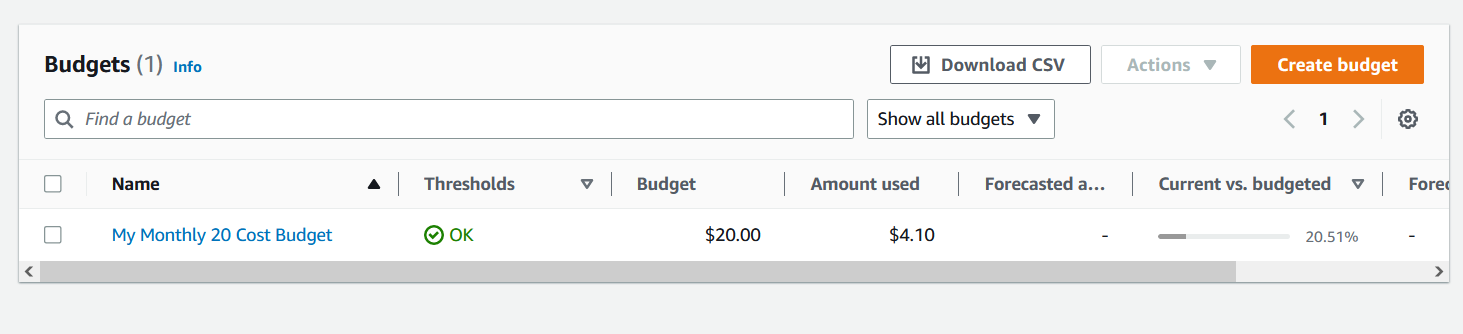 Budgets (1) Info
Download CSV
Actions
Create budget
Find a budget
Show all budgets
1
Name Thresholds Budget Amount used Forecasted a... Current vs. budgeted Forec
My Monthly 20 Cost Budget OK $20.00 $4.10 - 20.51% -